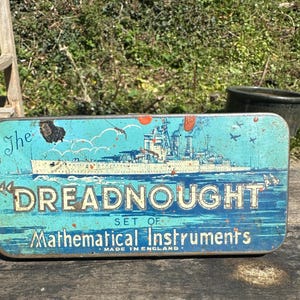 The
"DREADNOUGHT"
SET OF
Mathematical Instruments
· MADE IN ENGLAND ·